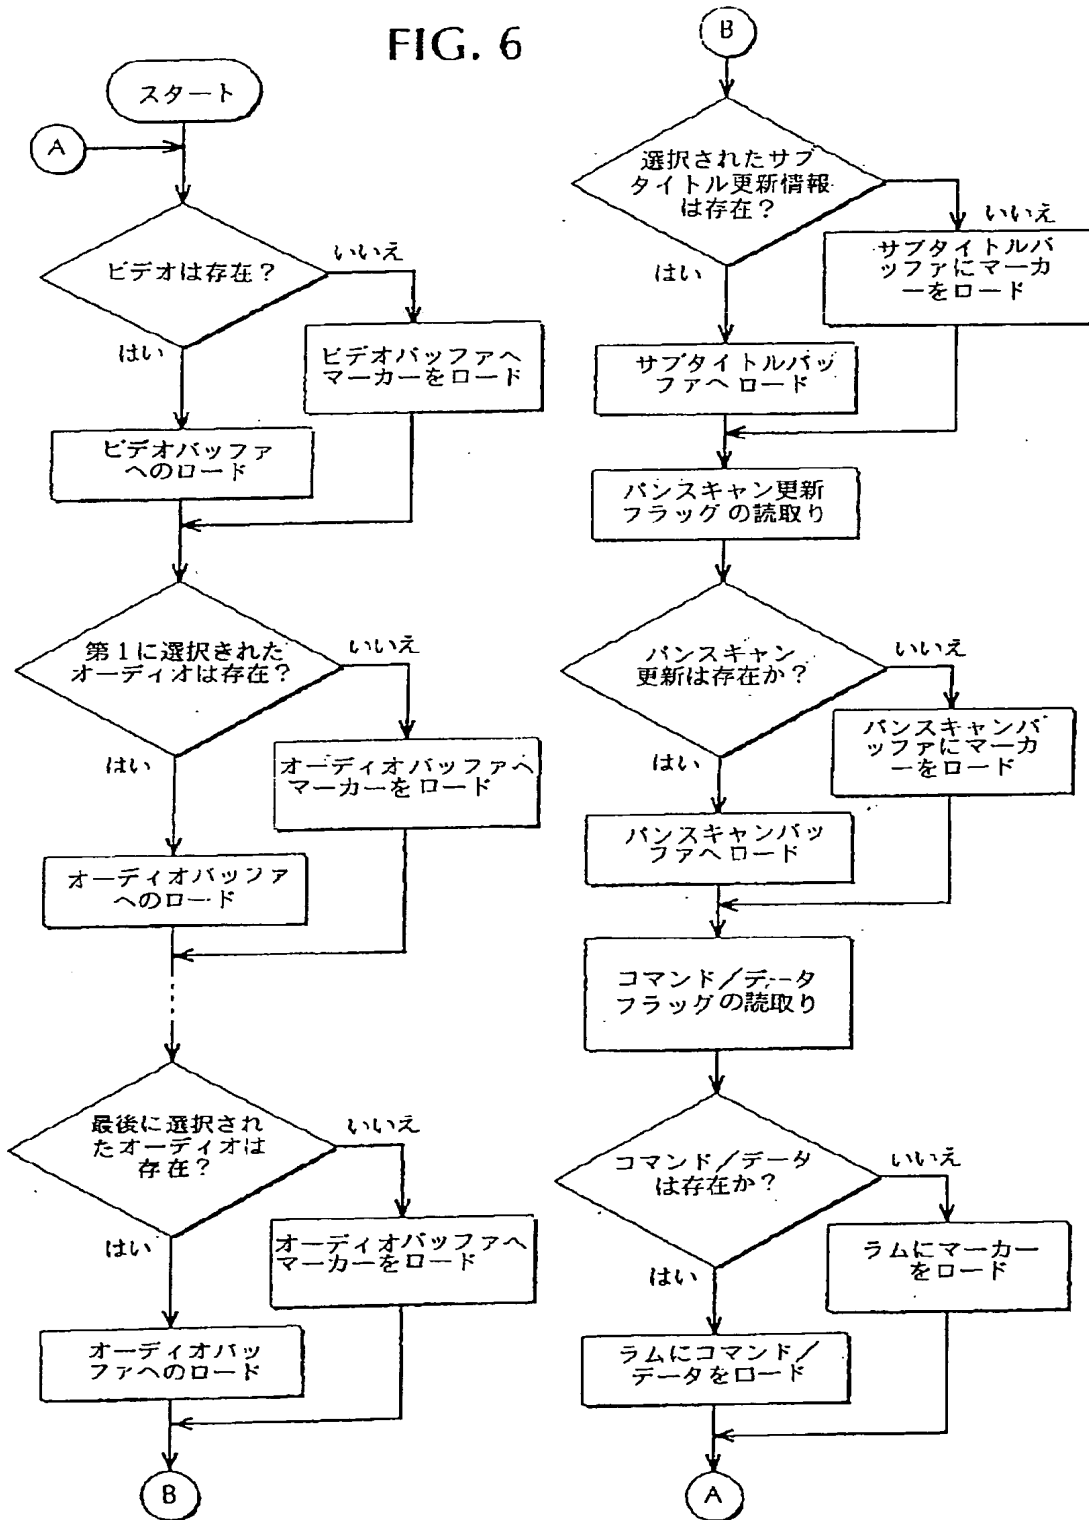 FIG. 6
スタート
A
ビデオは存在?
いいえ
はい
ビデオバッファへ
マーカーをロード
ビデオバッファ
へのロード
第1に選択された
オーディオは存在?
いいえ
はい
オーディオバッファへ
マーカーをロード
オーディオバッファ
へのロード
最後に選択され
たオーディオは
存在?
いいえ
はい
オーディオバッファへ
マーカーをロード
オーディオバッ
ファへのロード
B
B
選択されたサブ
タイトル更新情報
は存在?
いいえ
はい
サブタイトルバ
ッファにマーカ
ーをロード
サブタイトルバッ
ファへロード
パンスキャン更新
フラッグの読取り
パンスキャン
更新は存在か?
いいえ
はい
パンスキャンバ
ッファにマーカ
ーをロード
パンスキャンバッ
ファへロード
コマンド/データ
フラッグの読取り
コマンド/データ
は存在か?
いいえ
はい
ラムにマーカー
をロード
ラムにコマンド/
データをロード
A